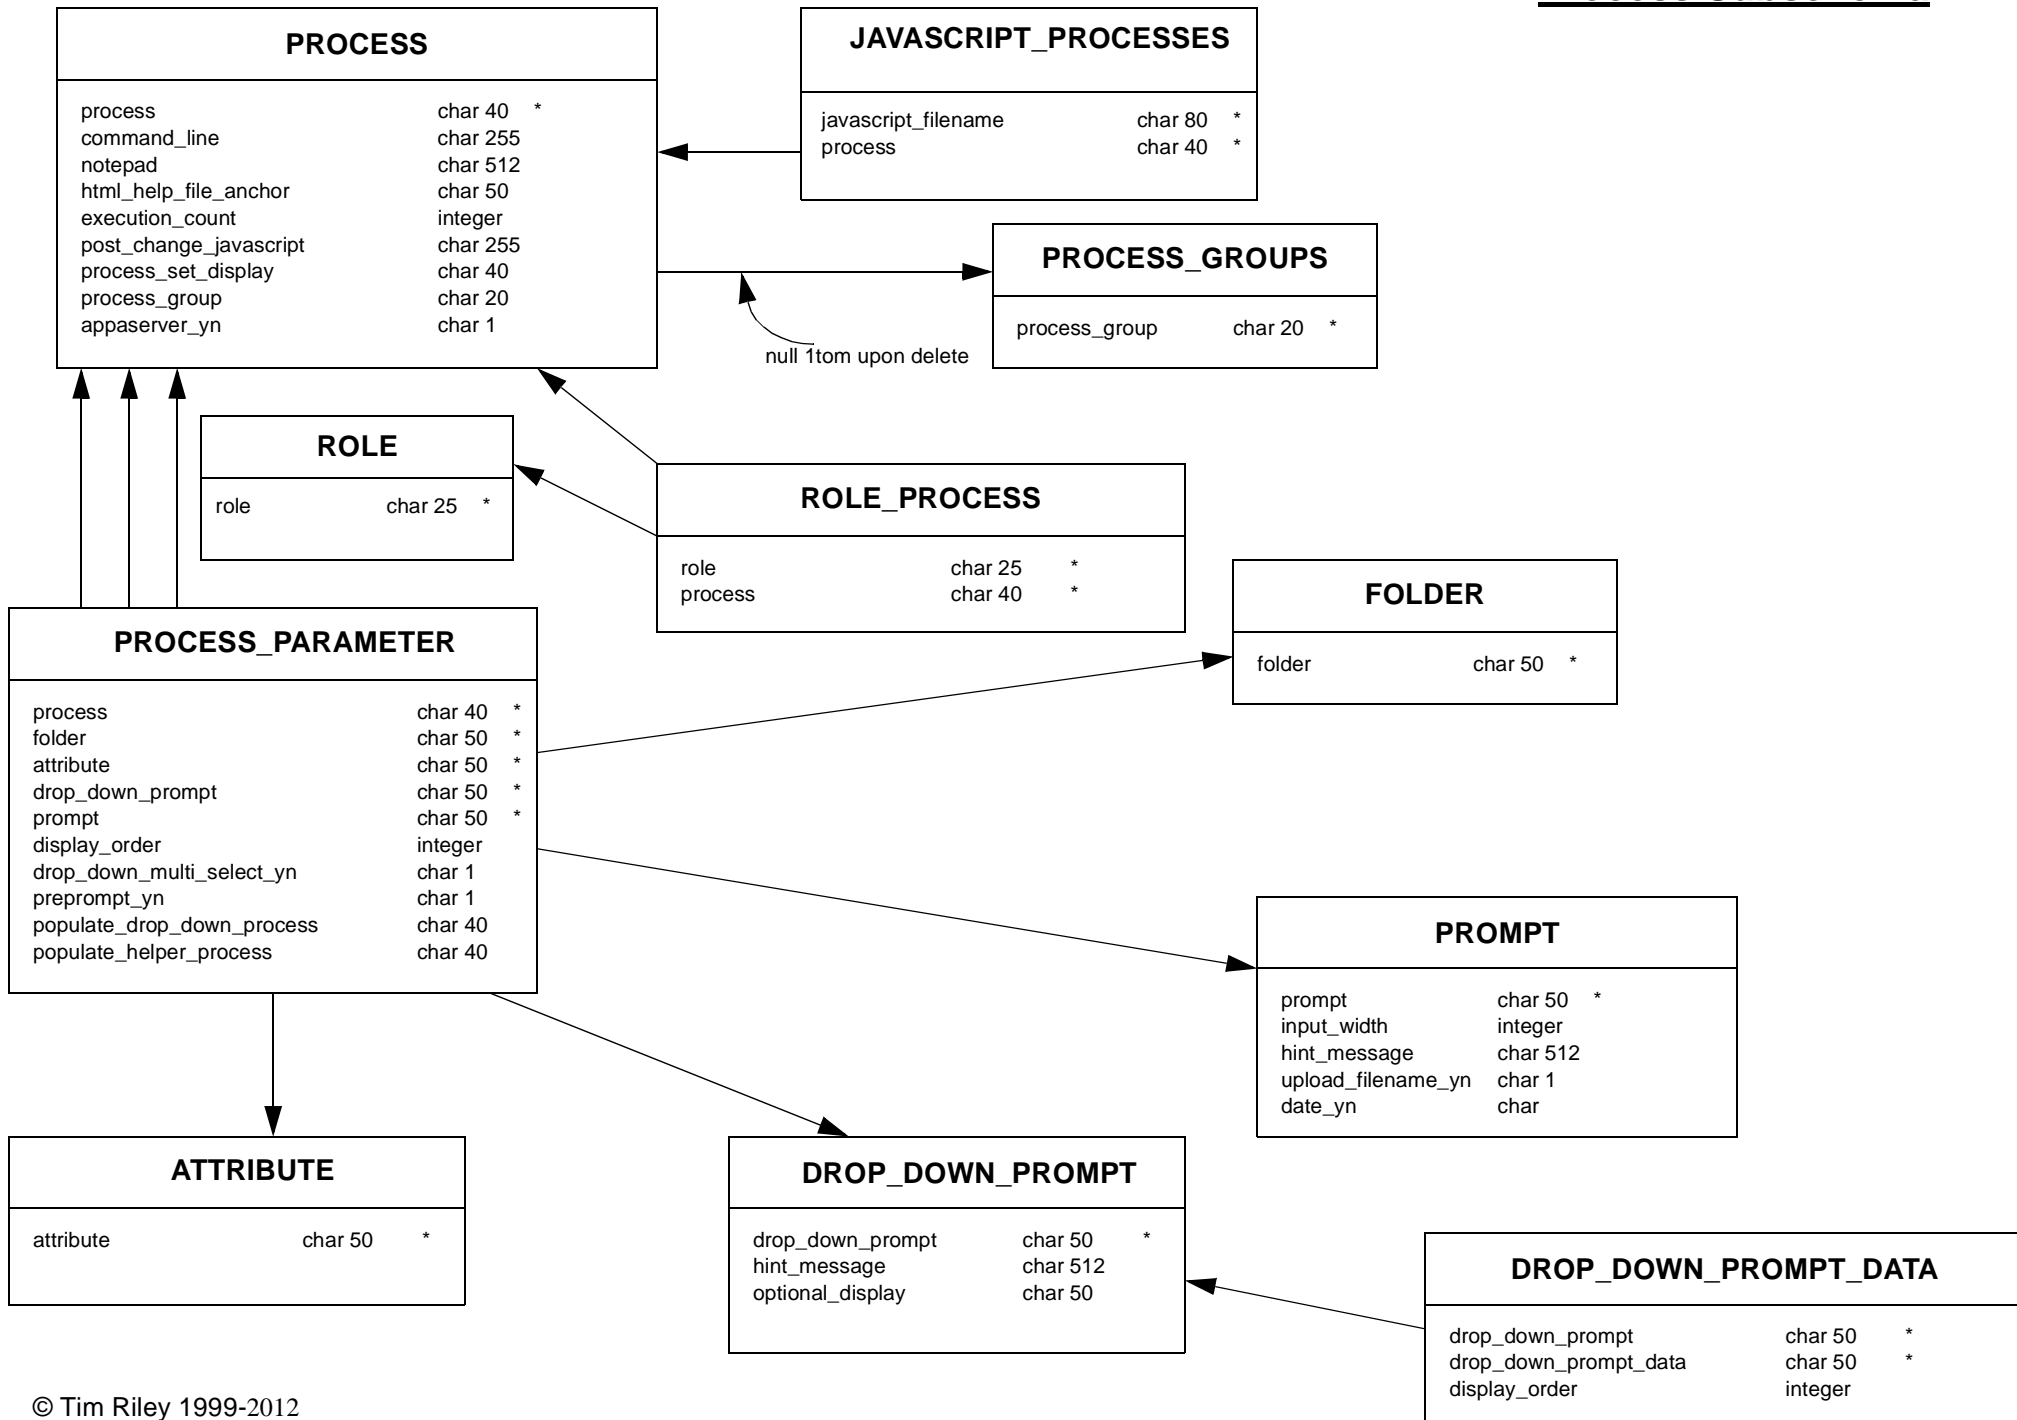 PROCESS
process char 40 *
command_line char 255
notepad char 512
html_help_file_anchor char 50
execution_count integer
post_change_javascript char 255
process_set_display char 40
process_group char 20
appaserver_yn char 1
JAVASCRIPT_PROCESSES
javascript_filename char 80 *
process char 40 *
PROCESS_GROUPS
process_group char 20 *
null 1tom upon delete
ROLE
role char 25 *
ROLE_PROCESS
role char 25 *
process char 40 *
FOLDER
folder char 50 *
PROCESS_PARAMETER
process char 40 *
folder char 50 *
attribute char 50 *
drop_down_prompt char 50 *
prompt char 50 *
display_order integer
drop_down_multi_select_yn char 1
preprompt_yn char 1
populate_drop_down_process char 40
populate_helper_process char 40
PROMPT
prompt char 50 *
input_width integer
hint_message char 512
upload_filename_yn char 1
date_yn char
ATTRIBUTE
attribute char 50 *
DROP_DOWN_PROMPT
drop_down_prompt char 50 *
hint_message char 512
optional_display char 50
DROP_DOWN_PROMPT_DATA
drop_down_prompt char 50 *
drop_down_prompt_data char 50 *
display_order integer
© Tim Riley 1999-2012